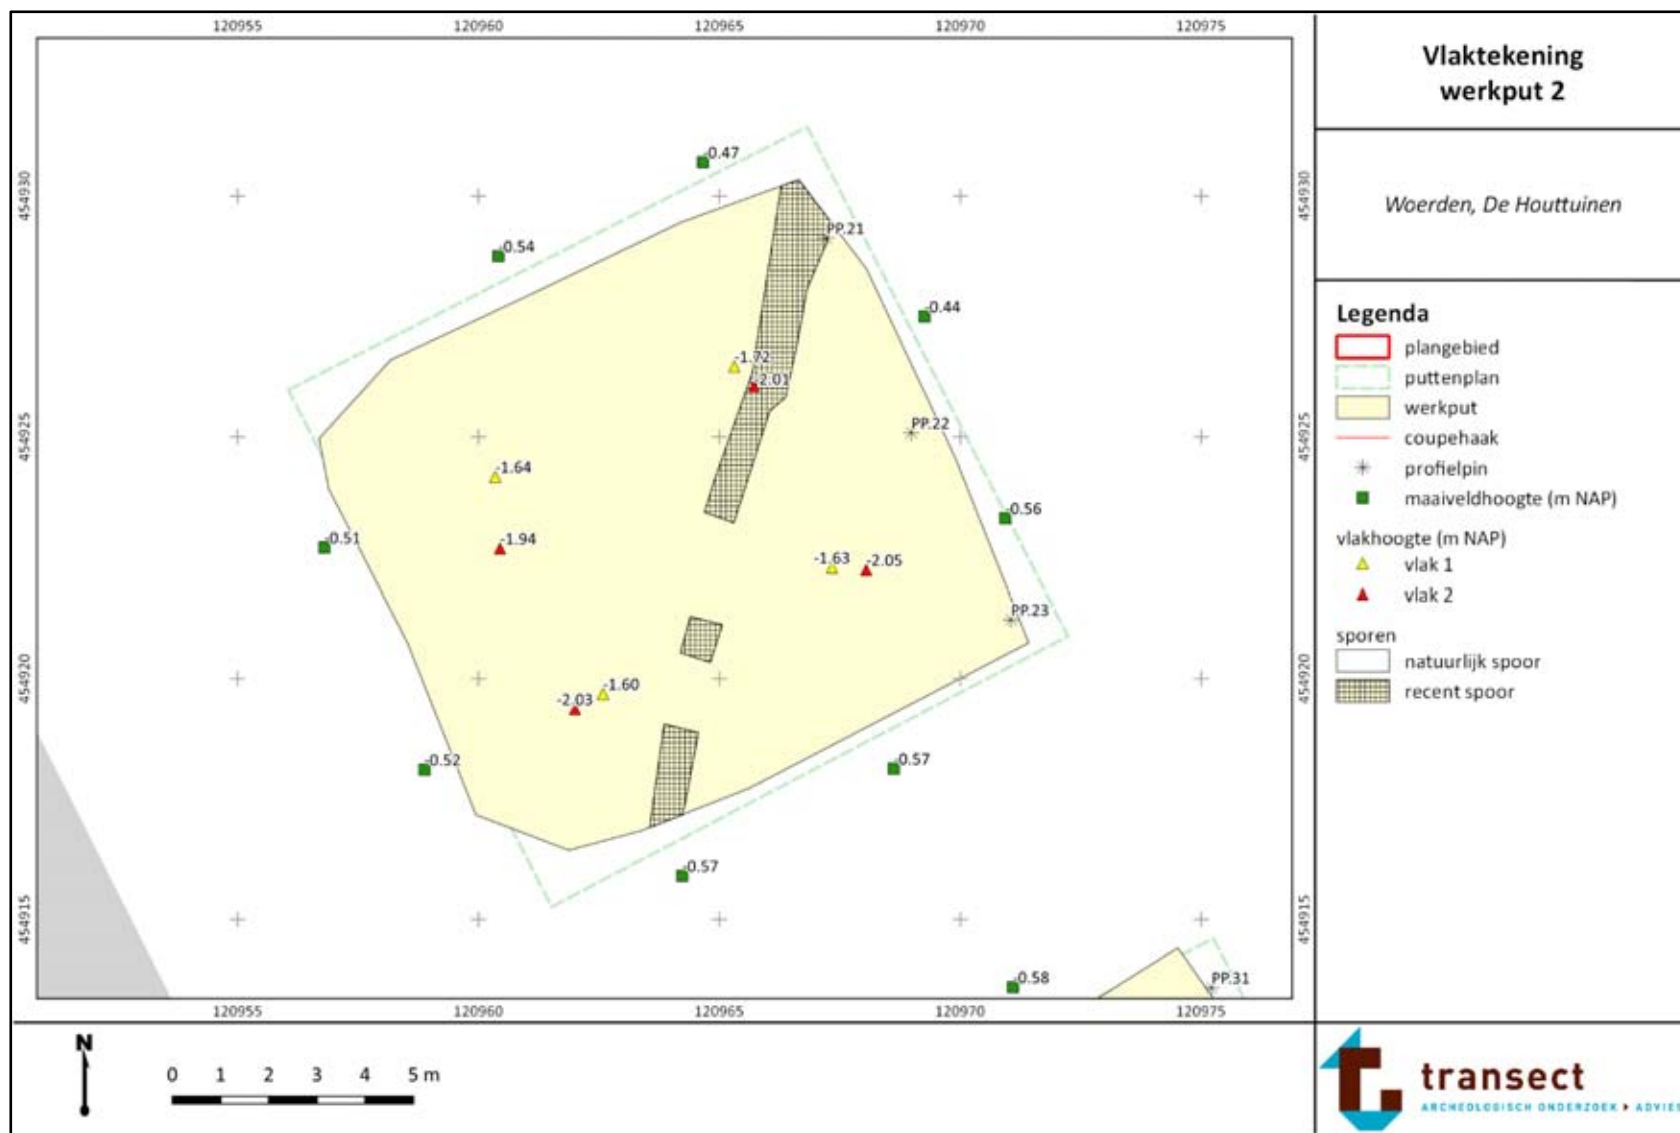 120955 120960 120965 120970 120975
Vlaktekening
werkput 2
Woerden, De Houttuinen
454930 454930
454925 454925
454920 454920
454915 454915
-0.47
PP.21
-0.54
-0.44
-1.72
-2.01
PP.22
-1.64
-0.56
-0.51
-1.94
-1.63 -2.05
PP.23
-1.60
-2.03
-0.52
-0.57
-0.57
-0.58
PP.31
120955 120960 120965 120970 120975
Legenda
plangebied
puttenplan
werkput
coupehaak
profielpin
maaiveldhoogte (m NAP)
vlakhoogte (m NAP)
vlak 1
vlak 2
sporen
natuurlijk spoor
recent spoor
N
0 1 2 3 4 5 m
transect
ARCHEOLOGISCH ONDERZOEK ADVIES